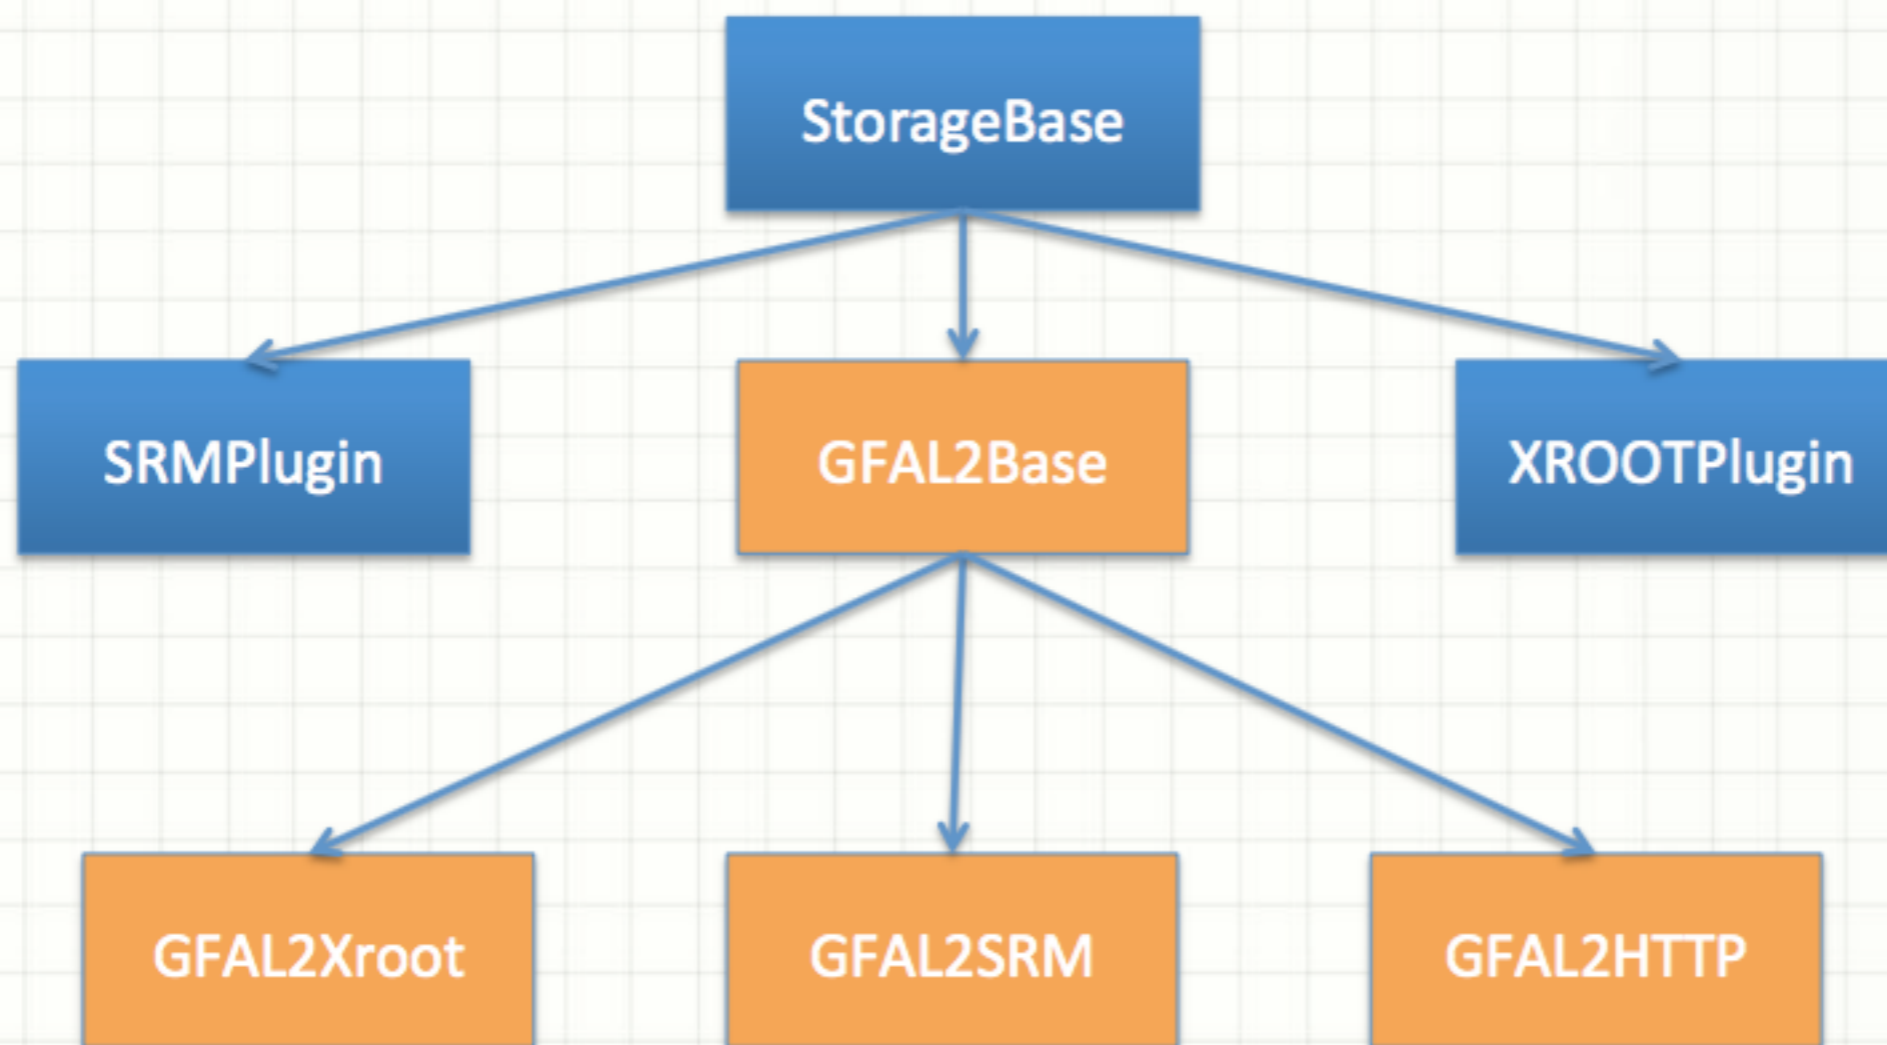 StorageBase
SRMPlugin
GFAL2Base
XROOTPlugin
GFAL2Xroot
GFAL2SRM
GFAL2HTTP